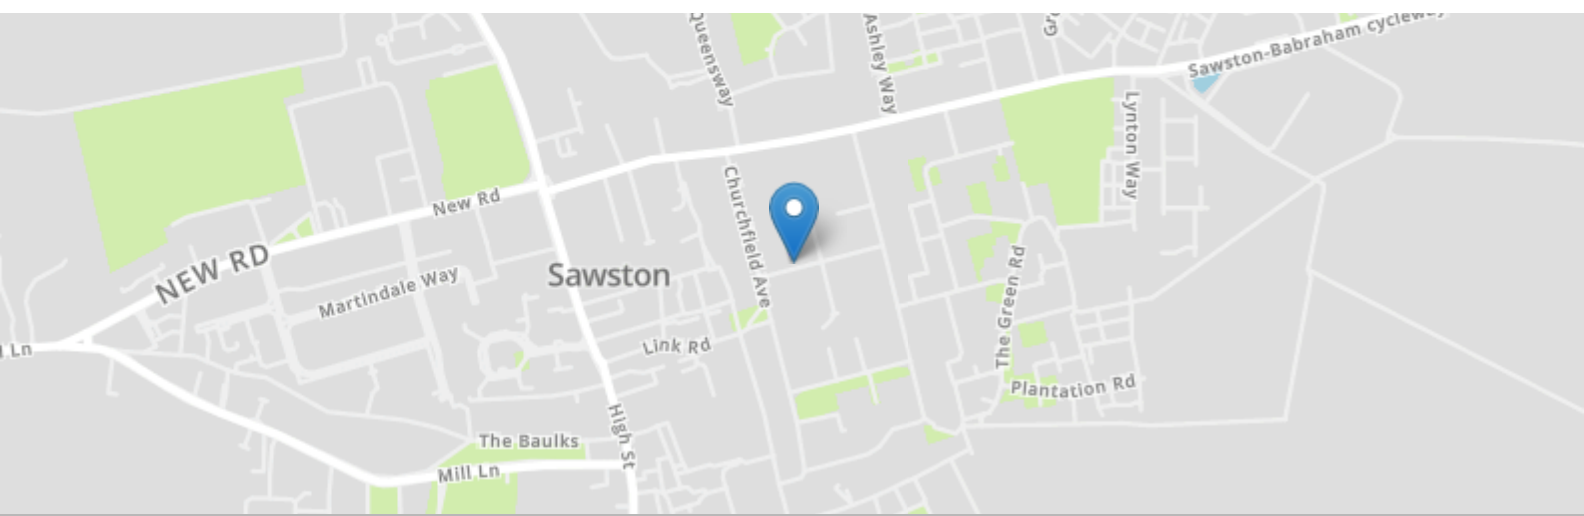 Queensway
Ashley Way
Gr
Sawston-Babraham cycleway
Lynton Way
Churchfield Ave
New Rd
NEW RD
Sawston
Martindale Way
The Green Rd
Link Rd
Ln
Plantation Rd
High St
The Baulks
Mill Ln